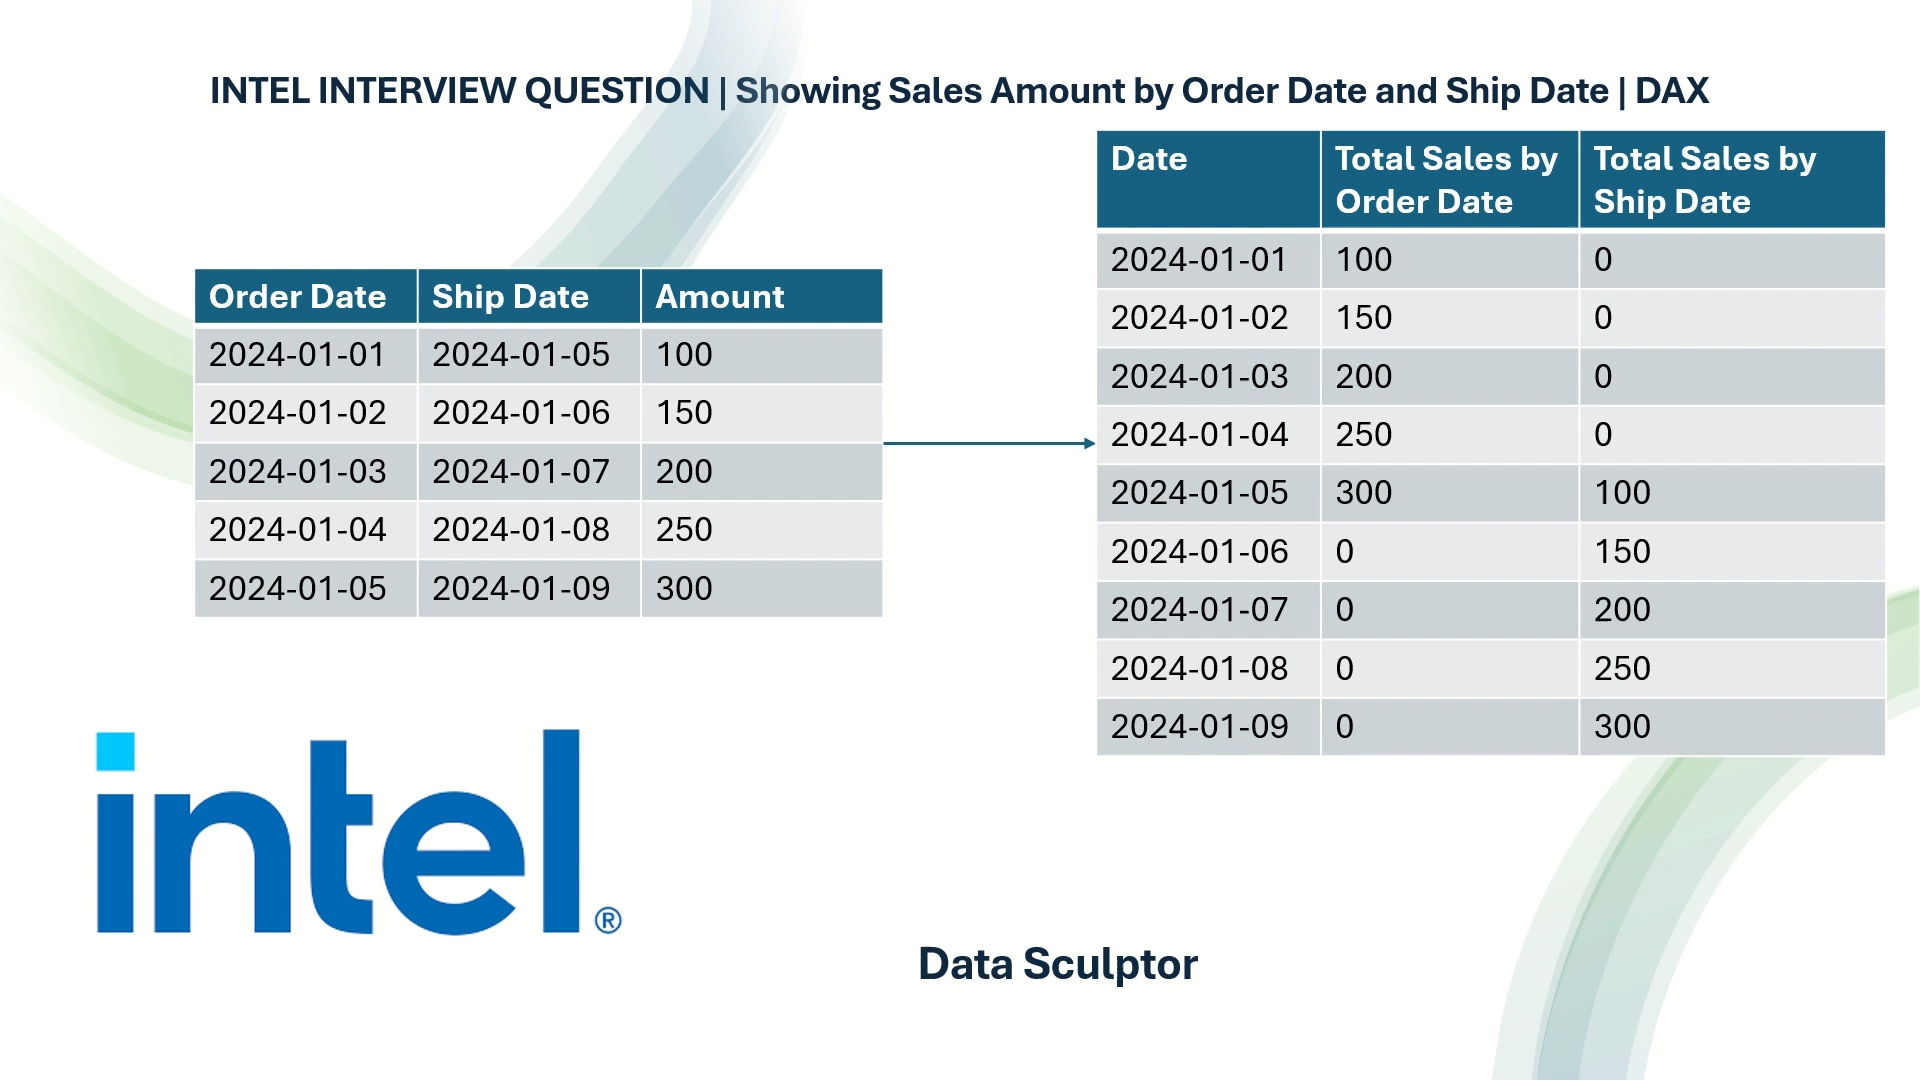 INTEL INTERVIEW QUESTION | Showing Sales Amount by Order Date and Ship Date | DAX
Order Date Ship Date Amount
2024-01-01 2024-01-05 100
2024-01-02 2024-01-06 150
2024-01-03 2024-01-07 200
2024-01-04 2024-01-08 250
2024-01-05 2024-01-09 300
Date Total Sales by Total Sales by
Order Date Ship Date
2024-01-01 100 0
2024-01-02 150 0
2024-01-03 200 0
2024-01-04 250 0
2024-01-05 300 100
2024-01-06 0 150
2024-01-07 0 200
2024-01-08 0 250
2024-01-09 0 300
intel®
Data Sculptor